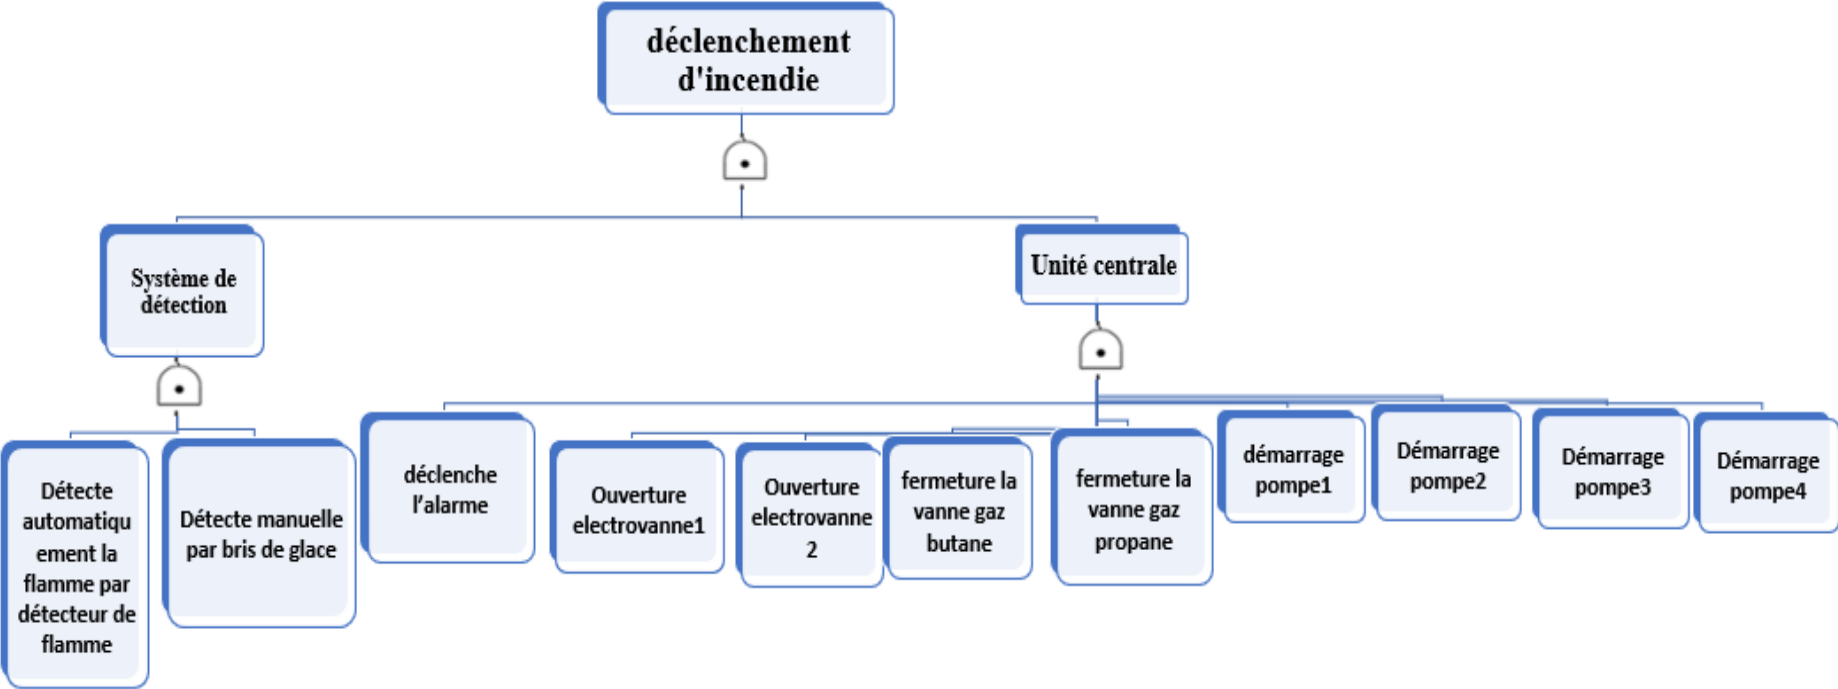 déclenchement
d'incendie
Système de
détection
Unité centrale
Détecte
automatiqu
ement la
flamme par
détecteur de
flamme
Détecte manuelle
par bris de glace
déclenche
l'alarme
Ouverture
electrovanne1
Ouverture
electrovanne
2
fermeture la
vanne gaz
butane
fermeture la
vanne gaz
propane
démarrage
pompe1
Démarrage
pompe2
Démarrage
pompe3
Démarrage
pompe4